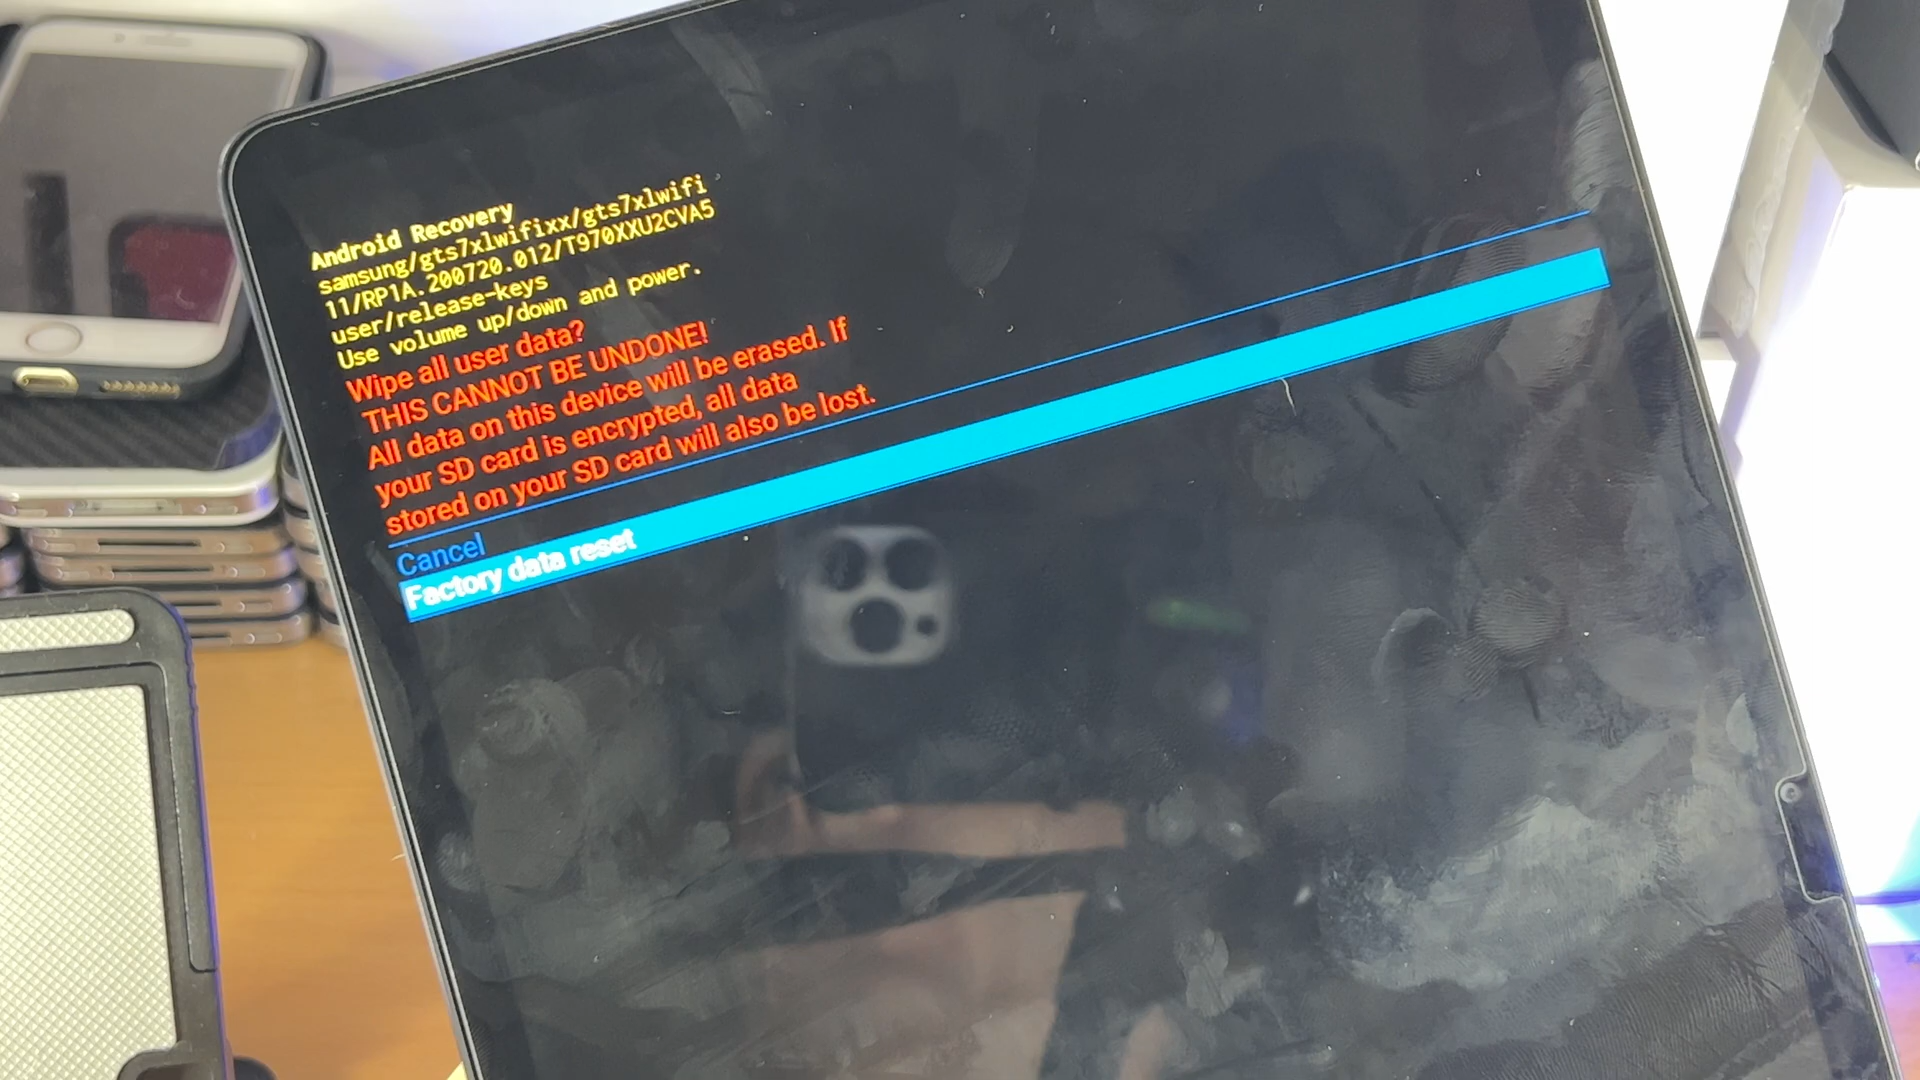 Android Recovery
samsung/gts7xlwifixx/gts7xlwifi
11/RP1A.200720.012/T970XXU2CVA5
user/release-keys
Use volume up/down and power.
Wipe all user data?
THIS CANNOT BE UNDONE!
All data on this device will be erased. If
your SD card is encrypted, all data
stored on your SD card will also be lost.
Cancel
Factory data reset